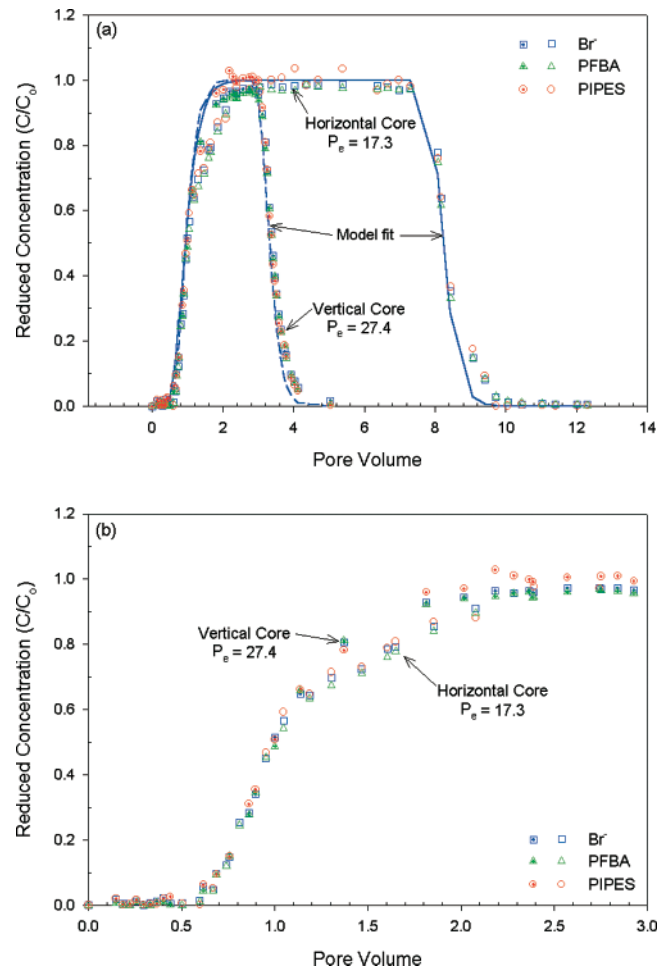 (a)
Br-
PFBA
PIPES
Horizontal Core
Pe = 17.3
Model fit
Vertical Core
Pe = 27.4
Reduced Concentration (C/Co)
1.2
1.0
0.8
0.6
0.4
0.2
0.0
0 2 4 6 8 10 12 14
Pore Volume
(b)
Vertical Core
Pe = 27.4
Horizontal Core
Pe = 17.3
Br-
PFBA
PIPES
Reduced Concentration (C/Co)
1.2
1.0
0.8
0.6
0.4
0.2
0.0
0.0 0.5 1.0 1.5 2.0 2.5 3.0
Pore Volume